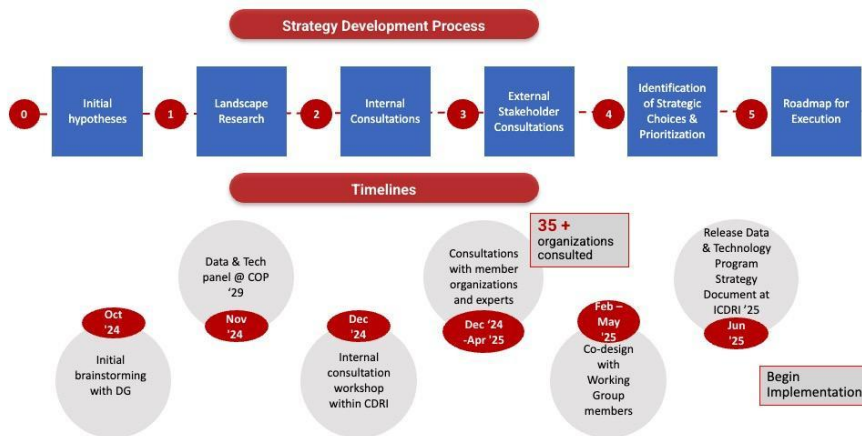 Strategy Development Process
0
Initial
hypotheses
1
Landscape
Research
2
Internal
Consultations
3
External
Stakeholder
Consultations
4
Identification
of Strategic
Choices &
Prioritization
5
Roadmap for
Execution
Timelines
Oct
'24
Initial
brainstorming
with DG
Data & Tech
panel @ COP
'29
Nov
'24
Dec
'24
Internal
consultation
workshop
within CDRI
35 +
organizations
consulted
Consultations
with member
organizations
and experts
Dec '24
-Apr '25
Feb –
May
'25
Co-design
with
Working
Group
members
Release Data
& Technology
Program
Strategy
Document at
ICDRI '25
Jun
'25
Begin
Implementation